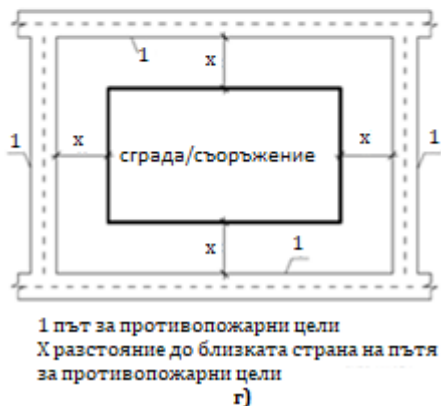 1
x
1
x
сграда/съоръжение
x
1
x
1
1 път за противопожарни цели
X разстояние до близката страна на пътя
за противопожарни цели
г)